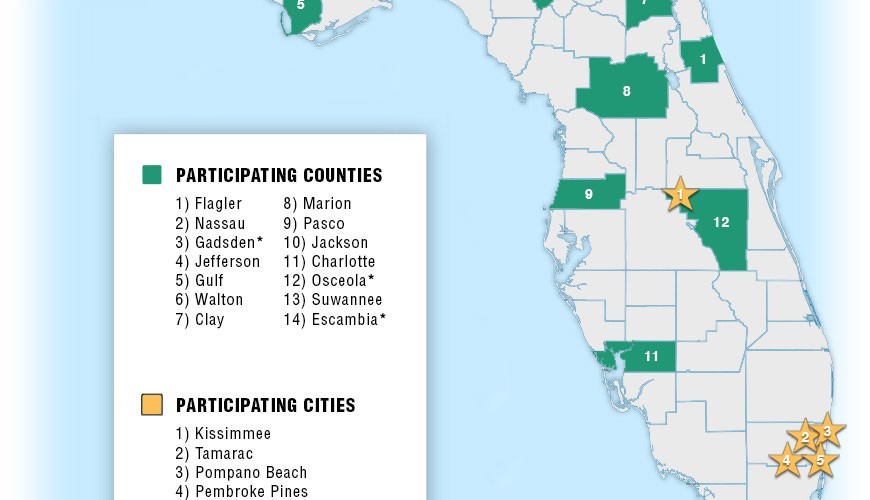 5
7
1
8
9
1
12
11
2
3
4
5
PARTICIPATING COUNTIES
1) Flagler
2) Nassau
3) Gadsden*
4) Jefferson
5) Gulf
6) Walton
7) Clay
8) Marion
9) Pasco
10) Jackson
11) Charlotte
12) Osceola*
13) Suwannee
14) Escambia*
PARTICIPATING CITIES
1) Kissimmee
2) Tamarac
3) Pompano Beach
4) Pembroke Pines